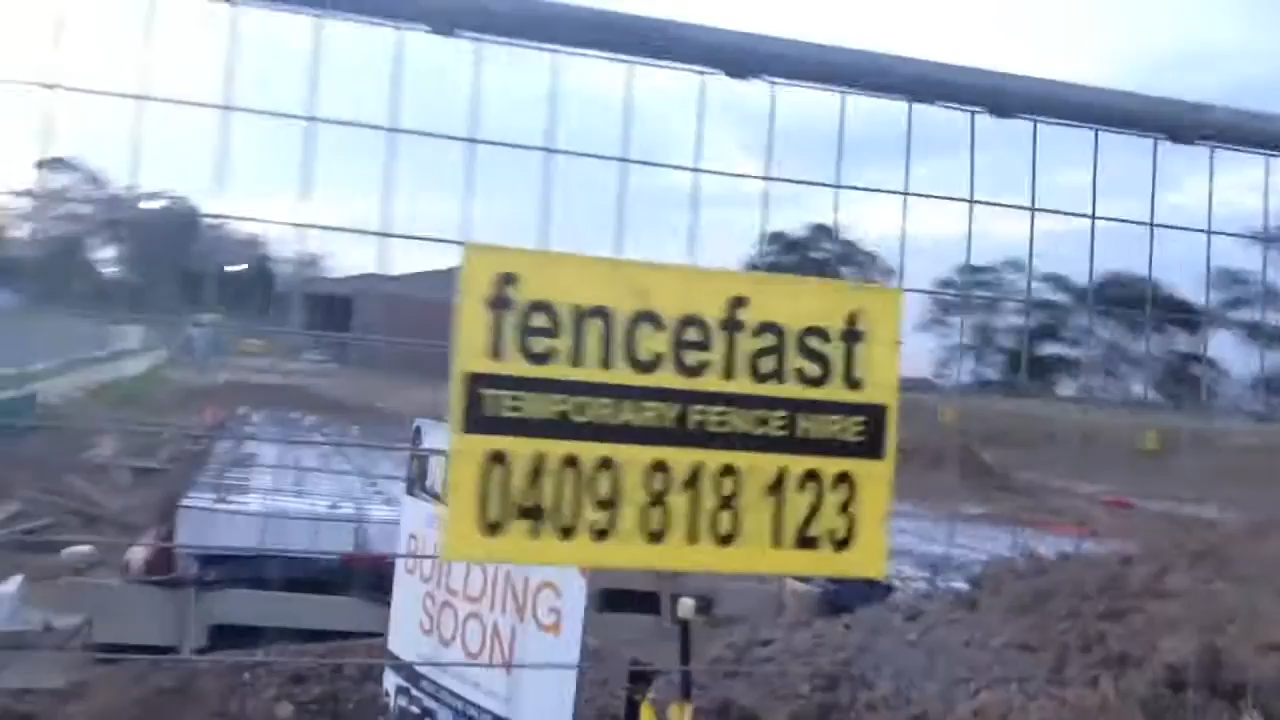 fencefast
TEMPORARY FENCE HIRE
0409 818 123
BUILDING
SOON